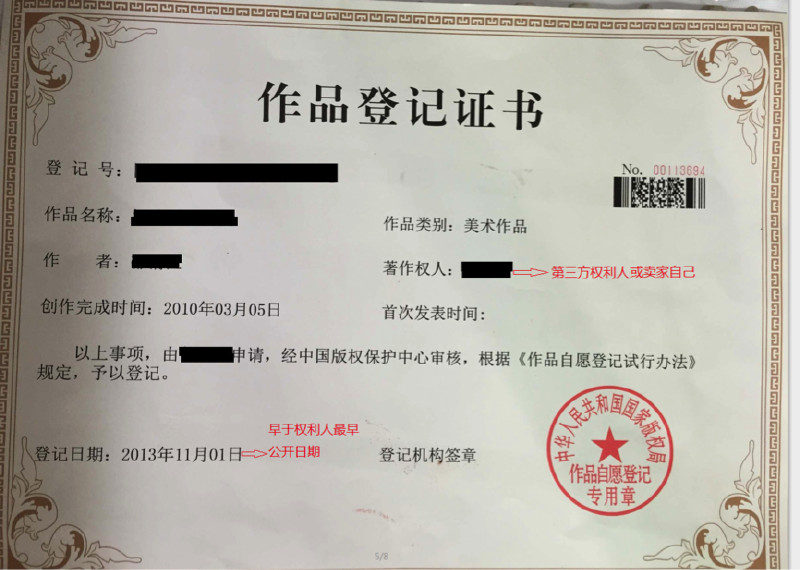 作品登记证书
登 记 号：
No. 00113694
作品名称：
作品类别：美术作品
作 者：
著作权人： 第三方权利人或卖家自己
创作完成时间：2010年03月05日
首次发表时间：
以上事项，由 申请，经中国版权保护中心审核，根据《作品自愿登记试行办法》
规定，予以登记。
早于权利人最早
登记日期：2013年11月01日 公开日期
登记机构签章
中华人民共和国国家版权局
作品自愿登记
专用章
5/8